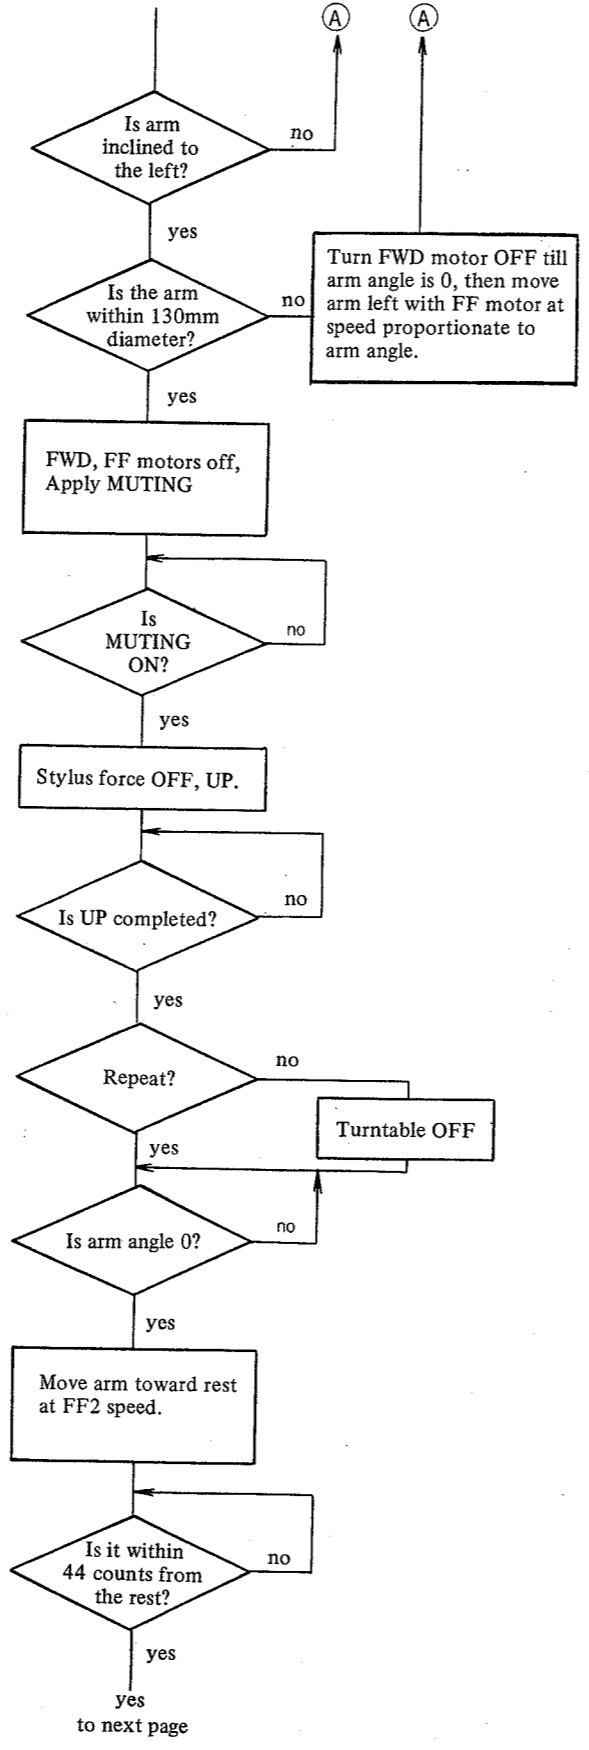 A
A
Is arm
inclined to
the left?
no
yes
Is the arm
within 130mm
diameter?
no
Turn FWD motor OFF till
arm angle is 0, then move
arm left with FF motor at
speed proportionate to
arm angle.
yes
FWD, FF motors off,
Apply MUTING
Is
MUTING
ON?
no
yes
Stylus force OFF, UP.
Is UP completed?
no
yes
Repeat?
no
Turntable OFF
yes
Is arm angle 0?
no
yes
Move arm toward rest
at FF2 speed.
Is it within
44 counts from
the rest?
no
yes
yes
to next page